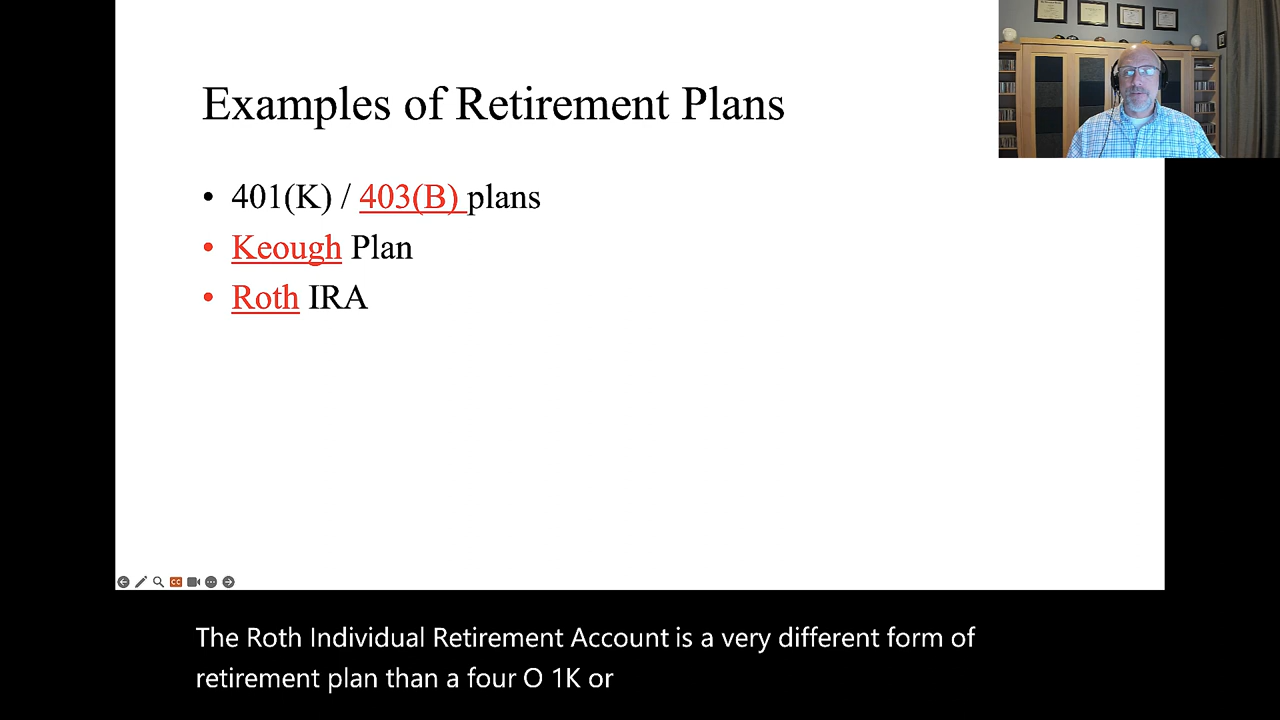 Examples of Retirement Plans
• 401(K) / 403(B) plans
• Keough Plan
• Roth IRA
CC
The Roth Individual Retirement Account is a very different form of
retirement plan than a four O 1K or